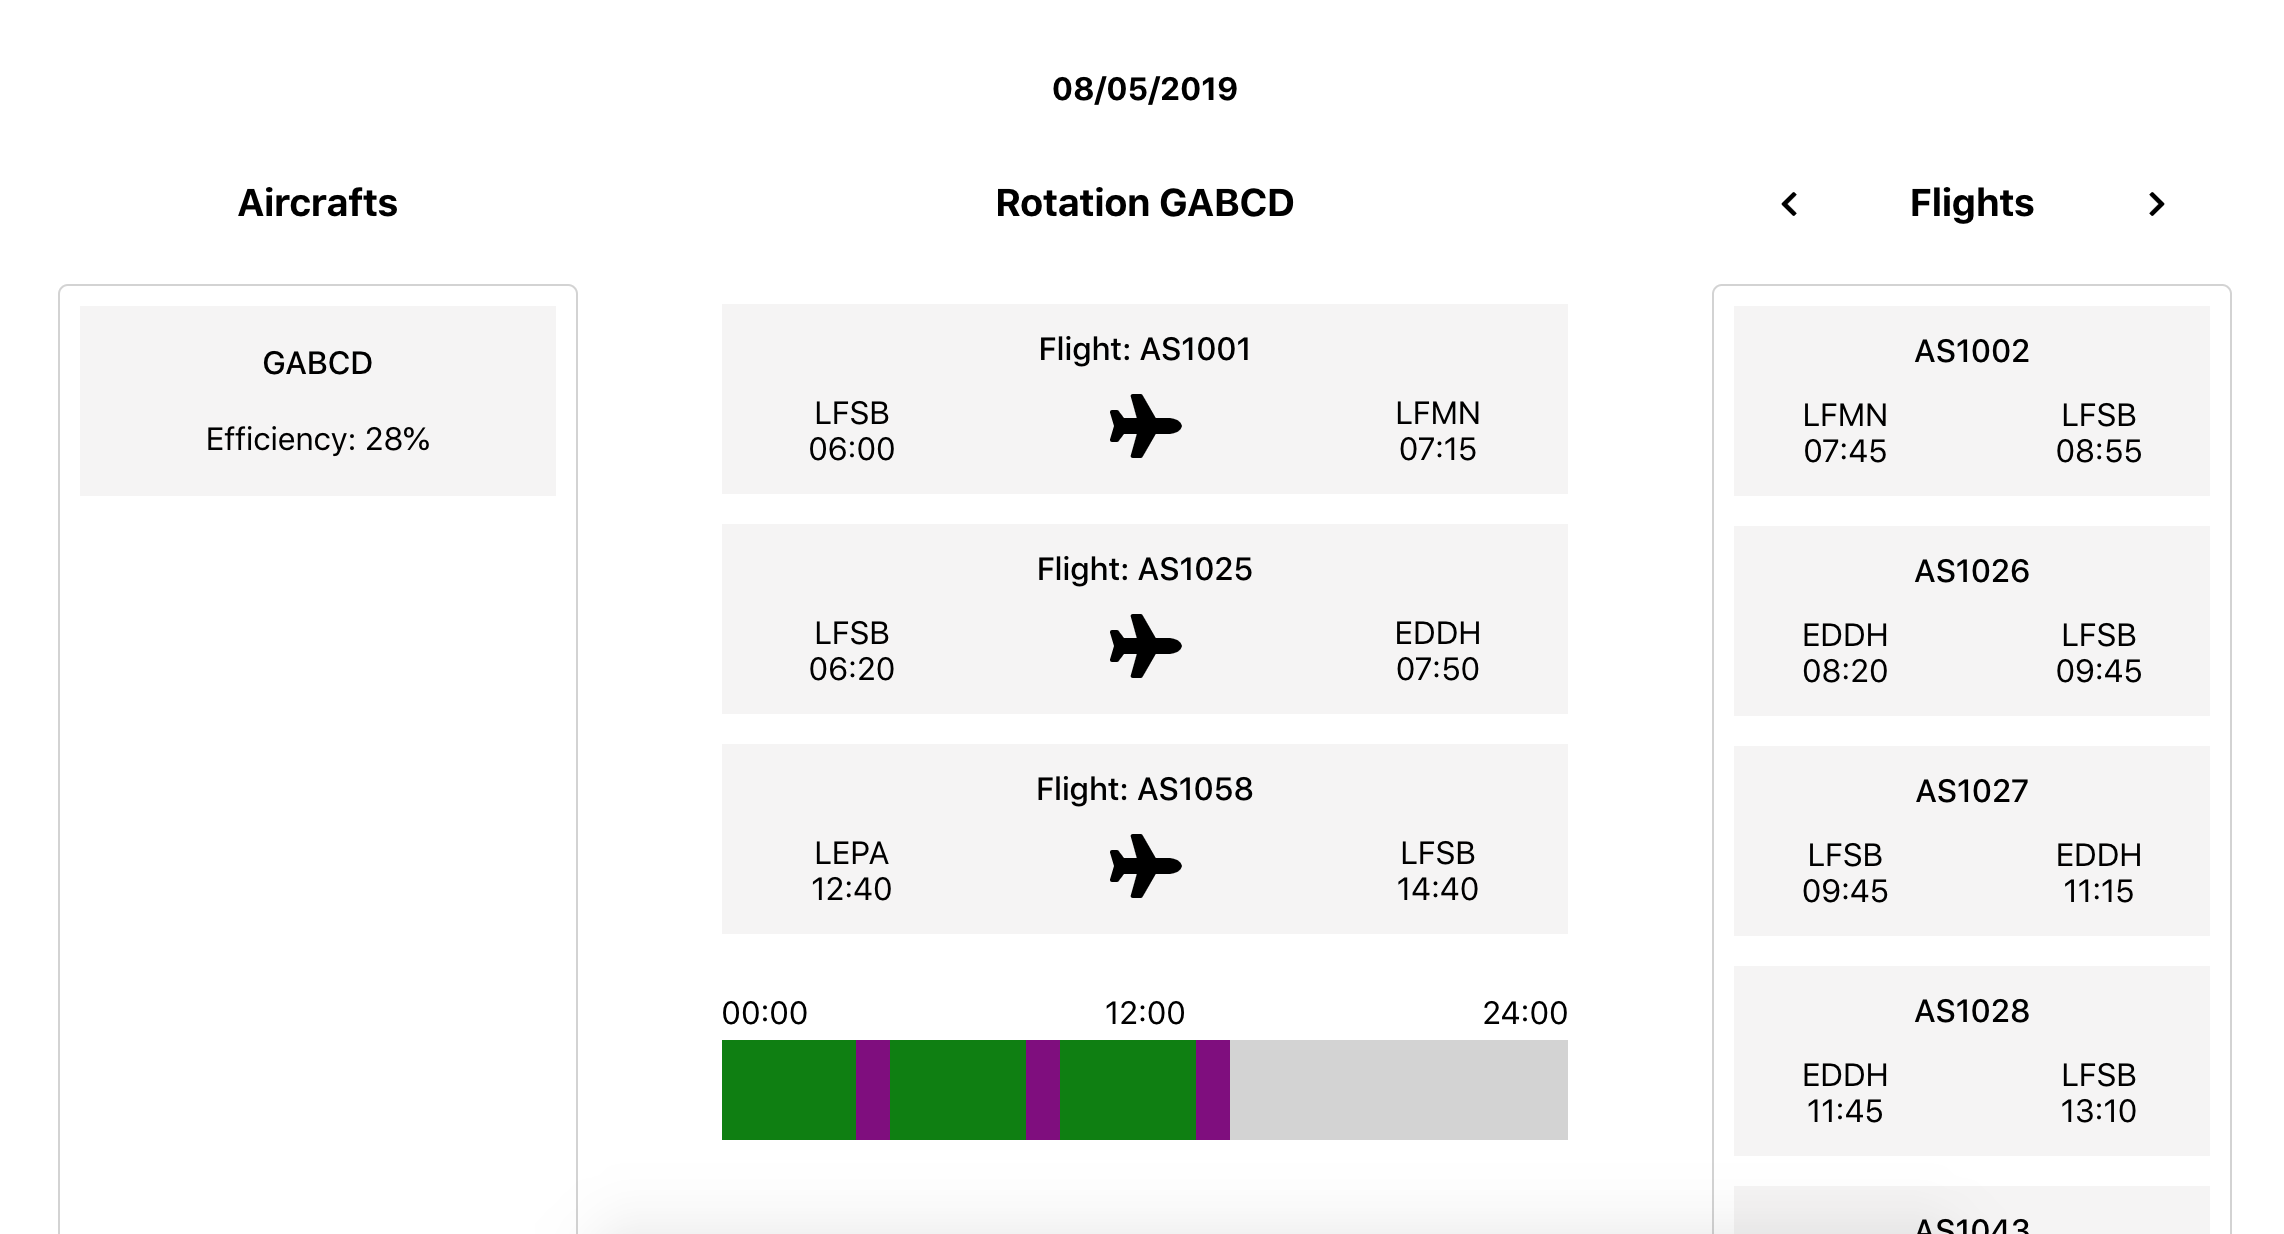 08/05/2019
Aircrafts
GABCD
Efficiency: 28%
Rotation GABCD
Flight: AS1001
LFSB
06:00
LFMN
07:15
Flight: AS1025
LFSB
06:20
EDDH
07:50
Flight: AS1058
LEPA
12:40
LFSB
14:40
00:00 12:00 24:00
Flights
AS1002
LFMN
07:45
LFSB
08:55
AS1026
EDDH
08:20
LFSB
09:45
AS1027
LFSB
09:45
EDDH
11:15
AS1028
EDDH
11:45
LFSB
13:10
AS1043